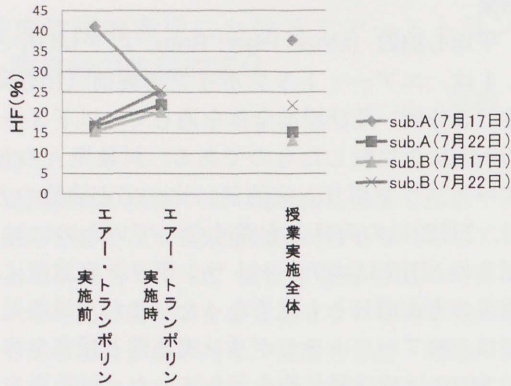 HF(%)
45
40
35
30
25
20
15
10
5
0
エアートランポリン
実施前
エアートランポリン
実施時
授業実施全体
sub.A(7月17日)
sub.A(7月22日)
sub.B(7月17日)
sub.B(7月22日)